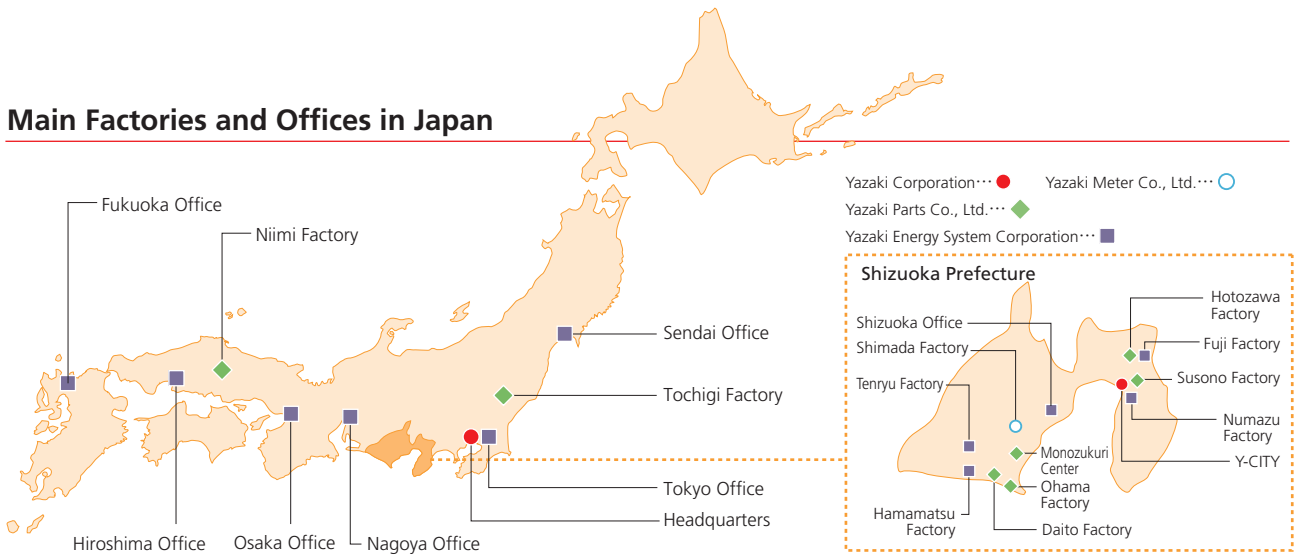 Main Factories and Offices in Japan
Yazaki Corporation… Yazaki Meter Co., Ltd.…
Yazaki Parts Co., Ltd.…
Yazaki Energy System Corporation…
Fukuoka Office
Niimi Factory
Sendai Office
Tochigi Factory
Tokyo Office
Headquarters
Hiroshima Office
Osaka Office
Nagoya Office
Shizuoka Prefecture
Shizuoka Office
Shimada Factory
Tenryu Factory
Hamamatsu
Factory
Monozukuri
Center
Ohama
Factory
Daito Factory
Hotozawa
Factory
Fuji Factory
Susono Factory
Numazu
Factory
Y-CITY